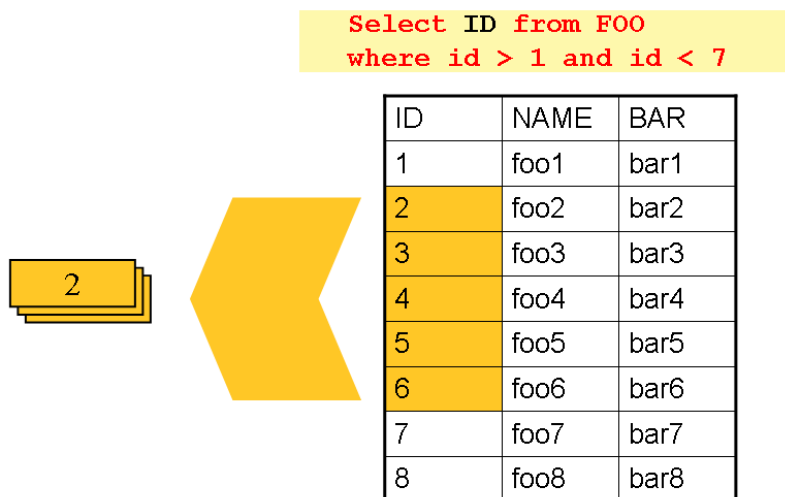 Select ID from FOO
where id > 1 and id < 7
ID NAME BAR
1 foo1 bar1
2 foo2 bar2
3 foo3 bar3
2
4 foo4 bar4
5 foo5 bar5
6 foo6 bar6
7 foo7 bar7
8 foo8 bar8